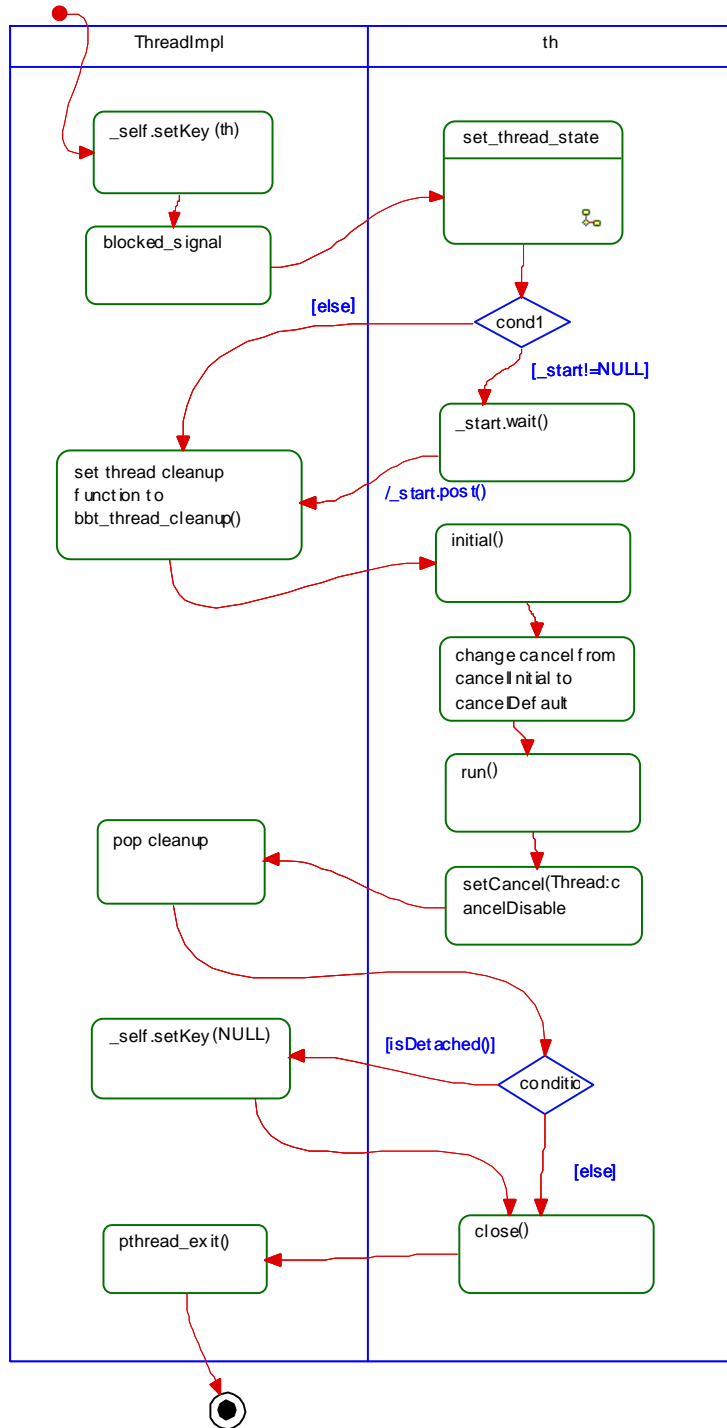 ThreadImpl
th
_self.setKey(th)
set_thread_state
blocked_signal
[else]
cond1
[_start!=NULL]
_start.wait()
set thread cleanup
function to
bbt_thread_cleanup()
/_start.post()
initial()
change cancel from
cancelInitial to
cancelDefault
run()
pop cleanup
setCancel(Thread:c
ancelDisable
_self.setKey(NULL)
[isDetached()]
conditic
[else]
pthread_exit()
close()